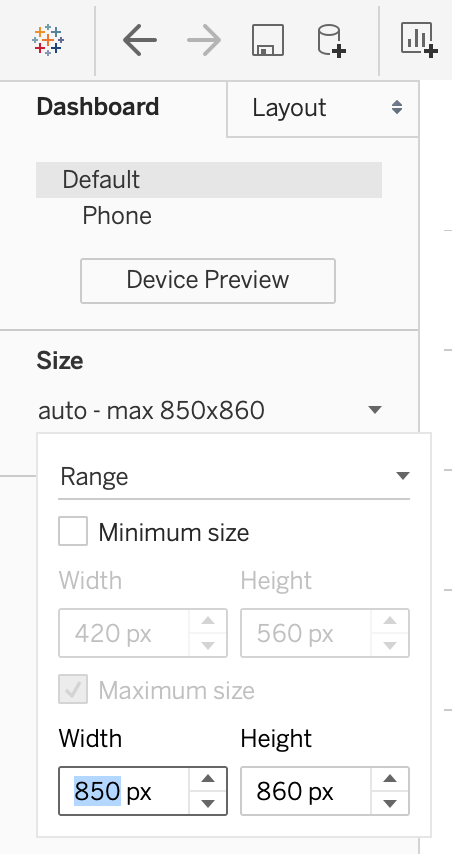 Dashboard Layout
Default
Phone
Device Preview
Size
auto - max 850x860
Range
Minimum size
Width Height
420 px 560 px
Maximum size
Width Height
850 px 860 px